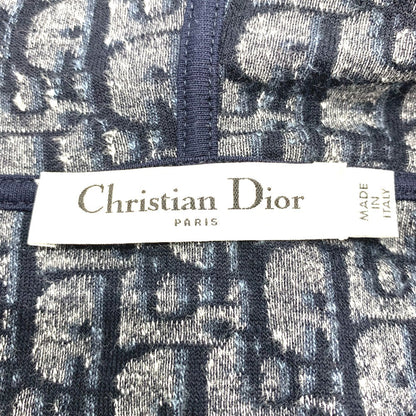 Christian Dior
PARIS
MADE
IN
ITALY